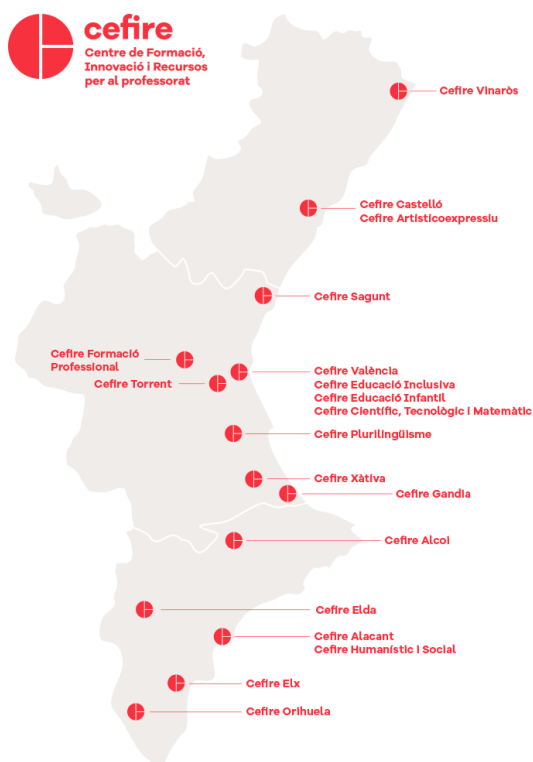 cefire
Centre de Formació,
Innovació i Recursos
per al professorat
Cefire Vinaròs
Cefire Castelló
Cefire Artisticoexpressiu
Cefire Sagunt
Cefire Formació
Professional
Cefire Torrent
Cefire València
Cefire Educació Inclusiva
Cefire Educació Infantil
Cefire Científic, Tecnològic i Matemàtic
Cefire Plurilingüisme
Cefire Xàtiva
Cefire Gandia
Cefire Alcoi
Cefire Elda
Cefire Alacant
Cefire Humanístic i Social
Cefire Elx
Cefire Orihuela